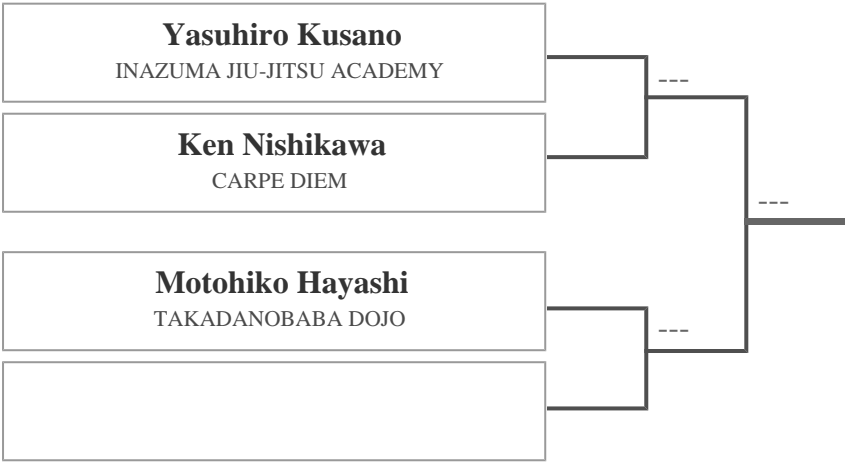 Yasuhiro Kusano
INAZUMA JIU-JITSU ACADEMY
---
Ken Nishikawa
CARPE DIEM
---
Motohiko Hayashi
TAKADANOBABA DOJO
---